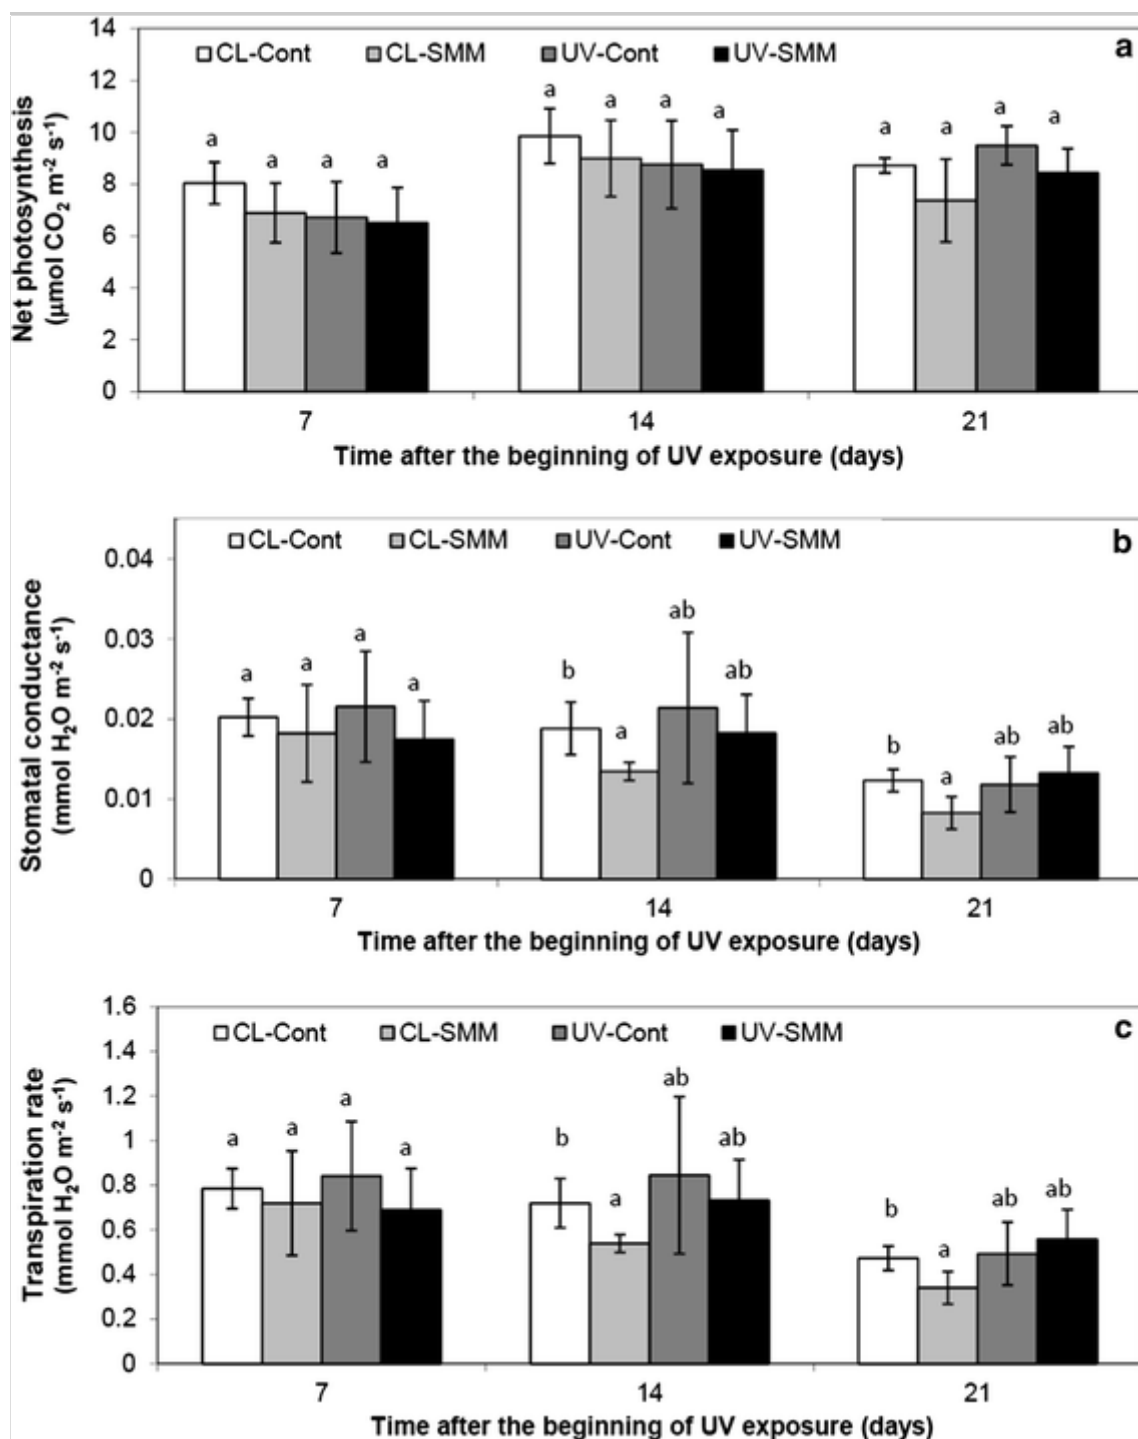 14
CL-Cont CL-SMM UV-Cont UV-SMM a
12
a a a a
a a a a
10
a a a a
8
6
4
2
0
Net photosynthesis
(µmol CO₂ m⁻² s⁻¹)
7 14 21
Time after the beginning of UV exposure (days)
CL-Cont CL-SMM UV-Cont UV-SMM b
0.04
0.03
0.02
0.01
0
a a a a
b a ab ab
b a ab ab
Stomatal conductance
(mmol H₂O m⁻² s⁻¹)
7 14 21
Time after the beginning of UV exposure (days)
1.6
CL-Cont CL-SMM UV-Cont UV-SMM c
1.4
1.2
1
0.8
0.6
0.4
0.2
0
a a a a
b a ab ab
b a ab ab
Transpiration rate
(mmol H₂O m⁻² s⁻¹)
7 14 21
Time after the beginning of UV exposure (days)